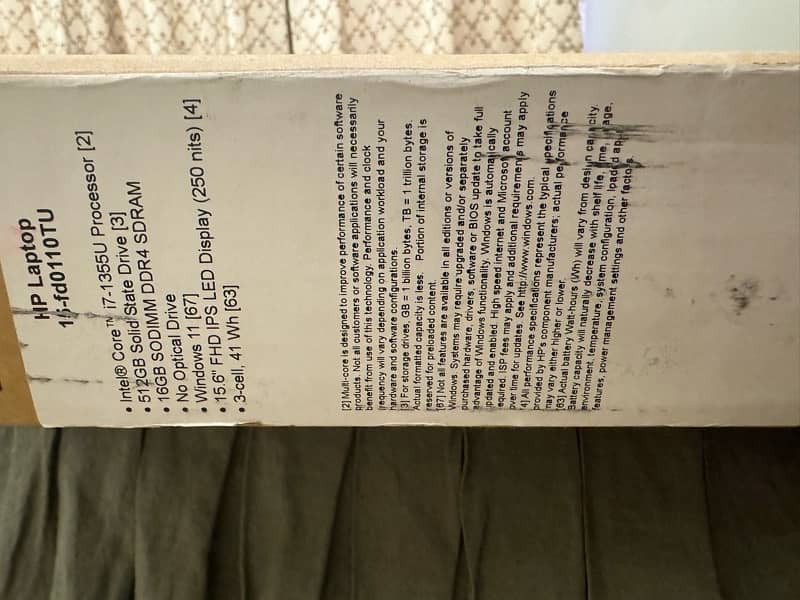 HP Laptop
15-fd0110TU
• Intel® Core™ i7-1355U Processor [2]
• 512GB Solid State Drive [3]
• 16GB SODIMM DDR4 SDRAM
• No Optical Drive
• Windows 11 [67]
• 15.6" FHD IPS LED Display (250 nits) [4]
• 3-cell, 41 Wh [63]
[2] Multi-core is designed to improve performance of certain software
products. Not all customers or software applications will necessarily
benefit from use of this technology. Performance and clock
frequency will vary depending on application workload and your
hardware and software configurations.
[3] For storage drives, GB = 1 billion bytes, TB = 1 trillion bytes.
Actual formatted capacity is less. Portion of internal storage is
reserved for preloaded content.
[67] Not all features are available in all editions or versions of
Windows. Systems may require upgraded and/or separately
purchased hardware, drivers, software or BIOS update to take full
advantage of Windows functionality. Windows is automatically
updated and enabled. High speed internet and Microsoft account
required. ISP fees may apply and additional requirements may apply
over time for updates. See http://www.windows.com.
[4] All performance specifications represent the typical specifications
provided by HP's component manufacturers; actual performance
may vary either higher or lower.
[63] Actual battery Watt-hours (Wh) will vary from design capacity.
Battery capacity will naturally decrease with shelf life, time, usage,
environment, temperature, system configuration, loaded apps,
features, power management settings and other factors.